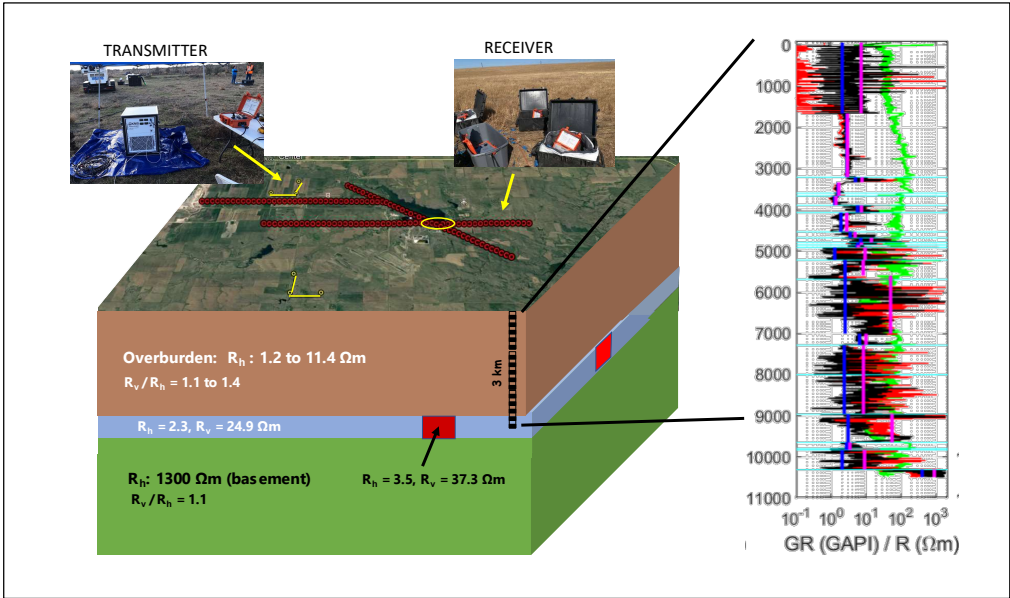 TRANSMITTER
RECEIVER
Center
Overburden: Rh : 1.2 to 11.4 Ωm
Rv/Rh = 1.1 to 1.4
3 km
Rh = 2.3, Rv = 24.9 Ωm
Rh: 1300 Ωm (basement)
Rv/Rh = 1.1
Rh = 3.5, Rv = 37.3 Ωm
0
1000
2000
3000
4000
5000
6000
7000
8000
9000
10000
11000
10-1 100 101 102 103
GR (GAPI) / R (Ωm)